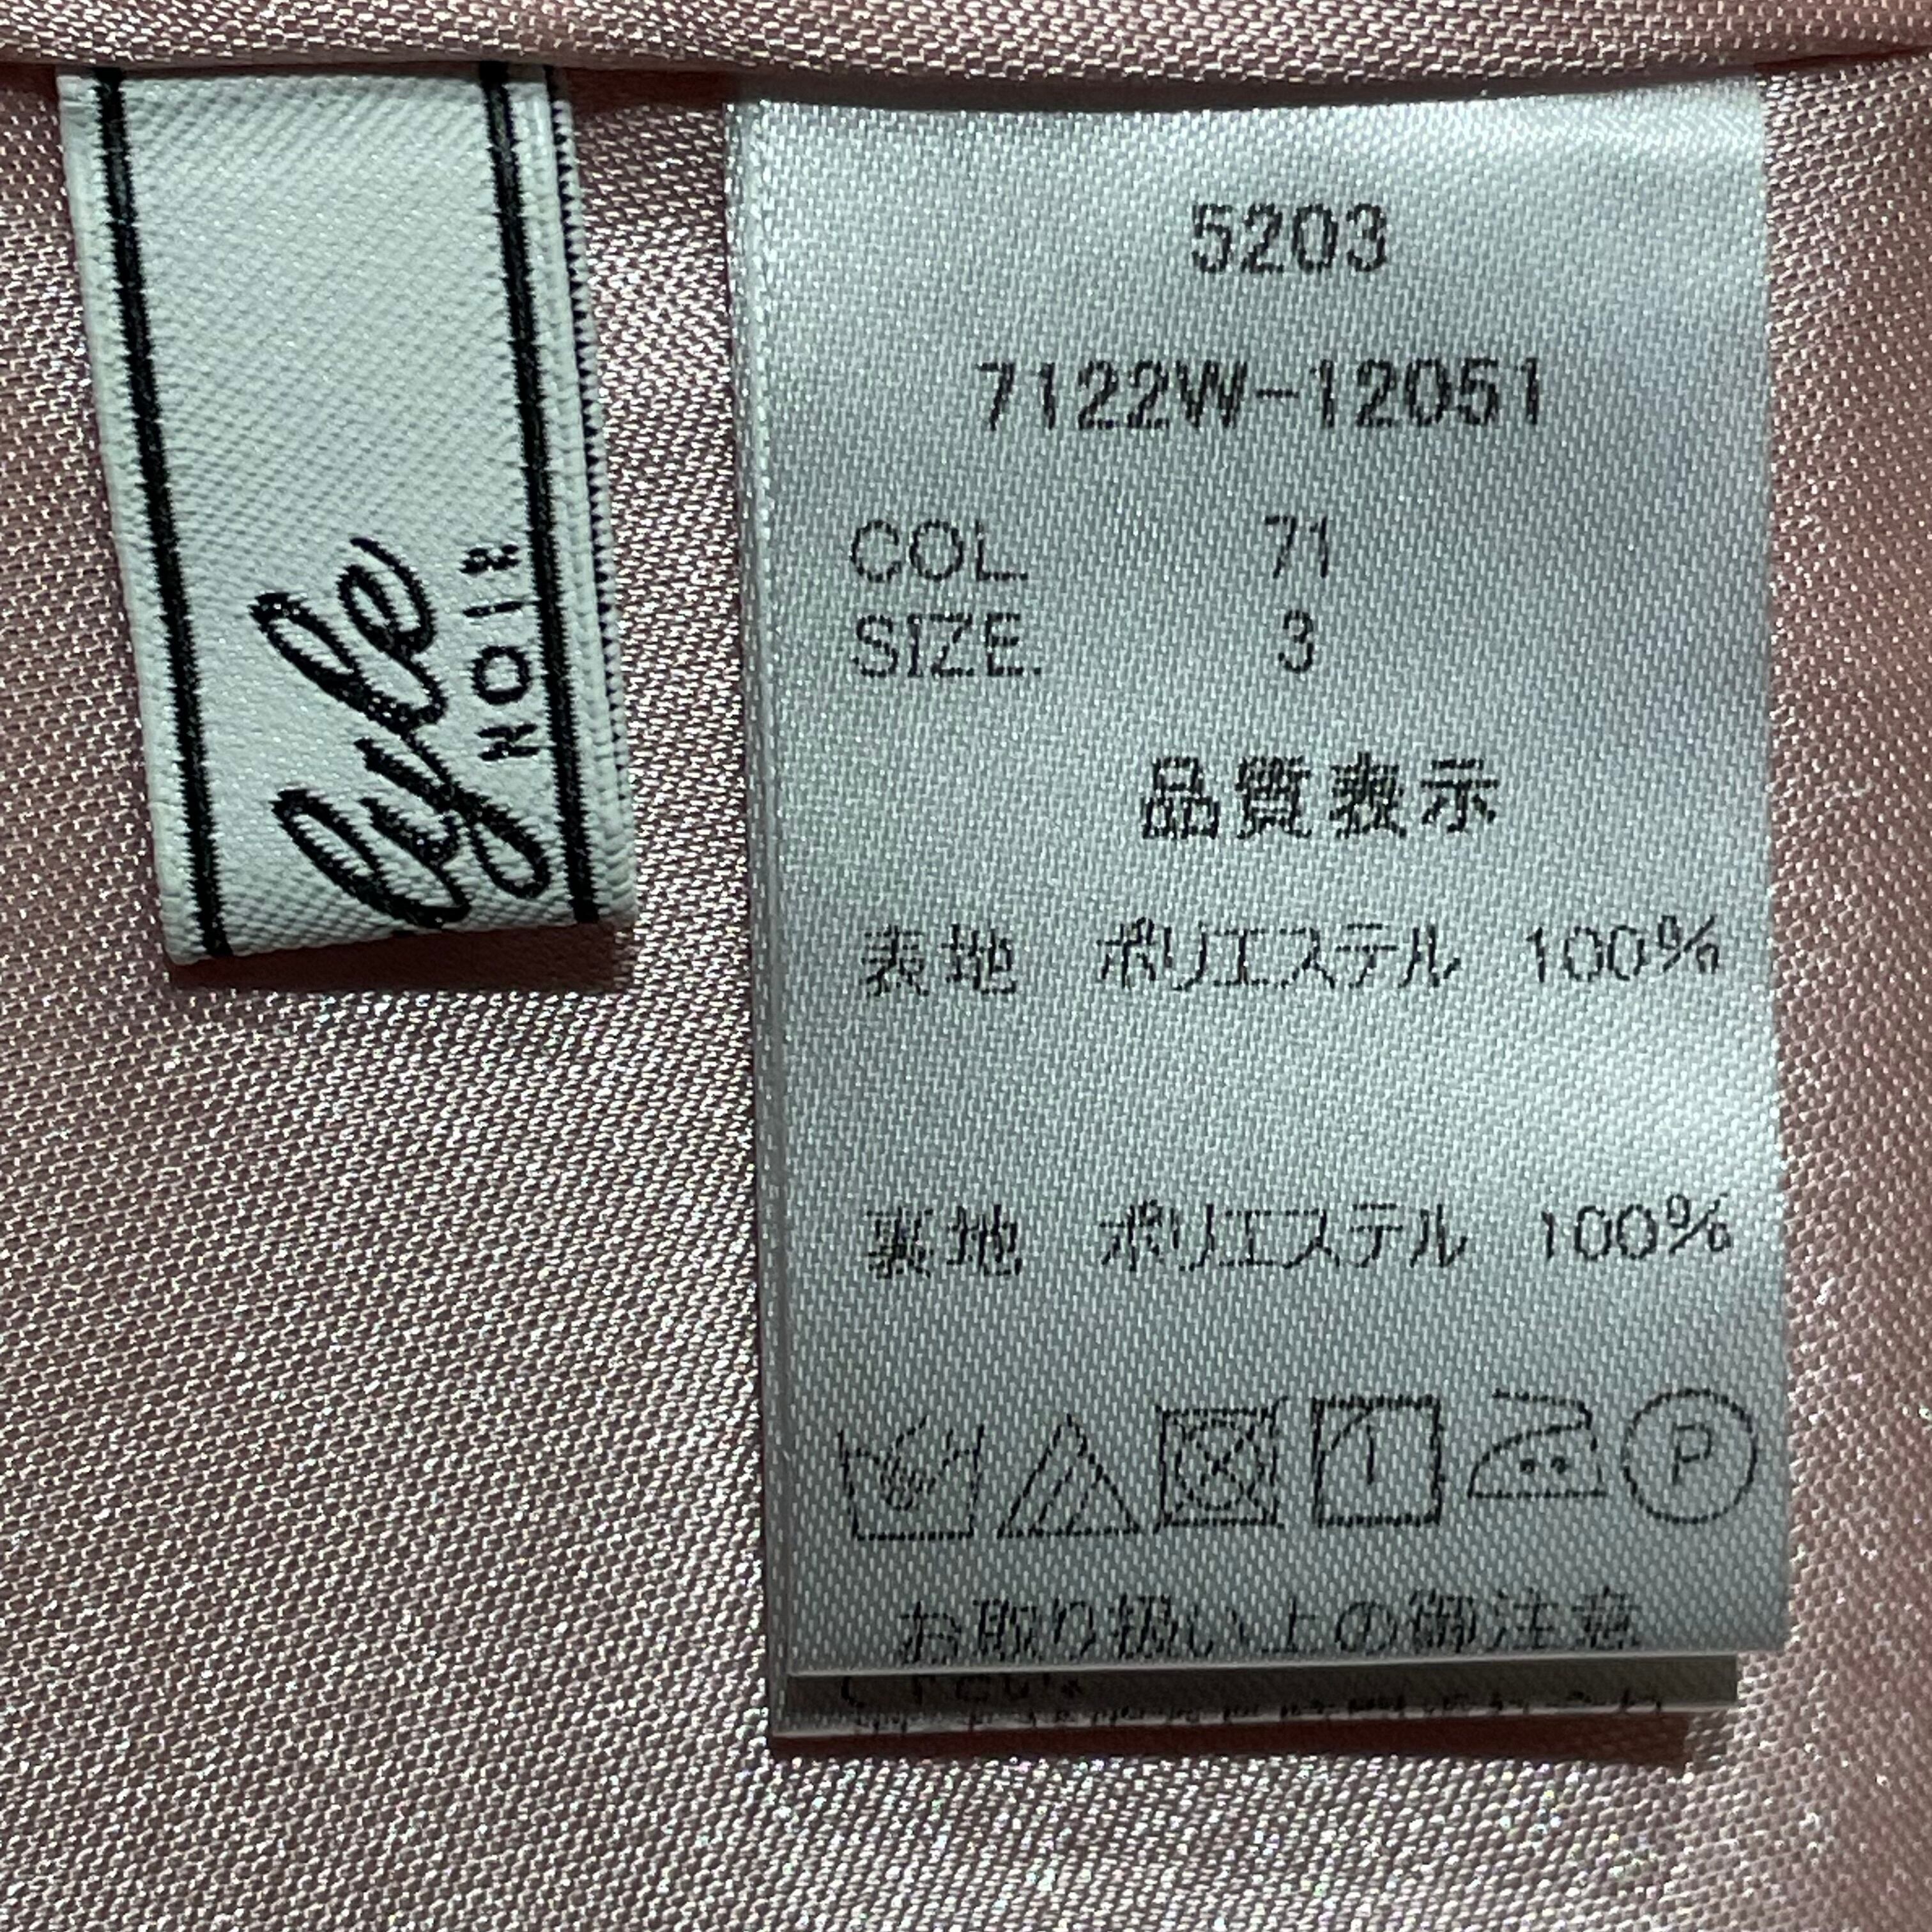 NOIR
5203
7122W-12051
COL. 71
SIZE. 3
品質表示
表地 ポリエステル 100%
裏地 ポリエステル 100%
P
お取り扱い上の御注意